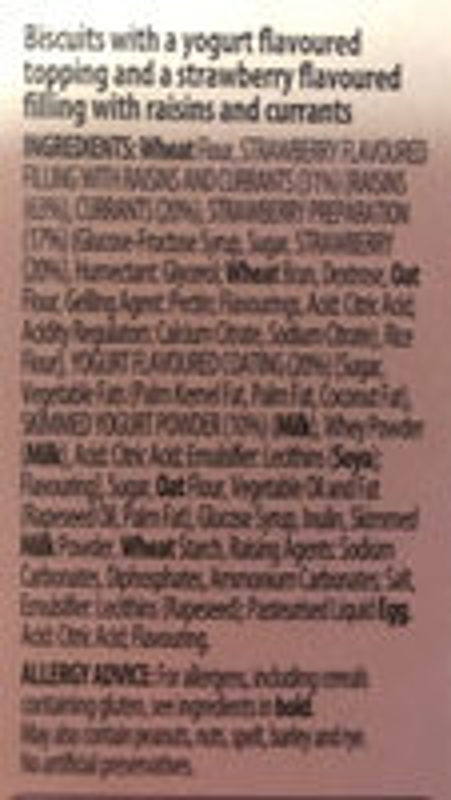 Biscuits with a yogurt flavoured
topping and a strawberry flavoured
filling with raisins and currants
INGREDIENTS: Wheat Flour, STRAWBERRY FLAVOURED
FILLING WITH RAISINS AND CURRANTS (31%) [RAISINS
(63%), CURRANTS (20%), STRAWBERRY PREPARATION
(17%) (Glucose-Fructose Syrup, Sugar, STRAWBERRY
(20%), Humectant: Glycerol; Wheat Bran, Dextrose, Oat
Flour, Gelling Agent: Pectin; Flavourings, Acid: Citric Acid;
Acidity Regulators: Calcium Citrate, Sodium Citrate), Rice
Flour], YOGURT FLAVOURED COATING (20%) [Sugar,
Vegetable Fats (Palm Kernel Fat, Palm Fat, Coconut Fat),
SKIMMED YOGURT POWDER (10%) (Milk), Whey Powder
(Milk), Acid: Citric Acid; Emulsifier: Lecithins (Soya);
Flavouring], Sugar, Oat Flour, Vegetable Oil and Fat
(Rapeseed Oil, Palm Fat), Glucose Syrup, Inulin, Skimmed
Milk Powder, Wheat Starch, Raising Agents: Sodium
Carbonates, Diphosphates, Ammonium Carbonates; Salt,
Emulsifier: Lecithins (Rapeseed); Pasteurised Liquid Egg,
Acid: Citric Acid; Flavouring.
ALLERGY ADVICE: For allergens, including cereals
containing gluten, see ingredients in bold.
May also contain peanuts, nuts, spelt, barley and rye.
No artificial preservatives.